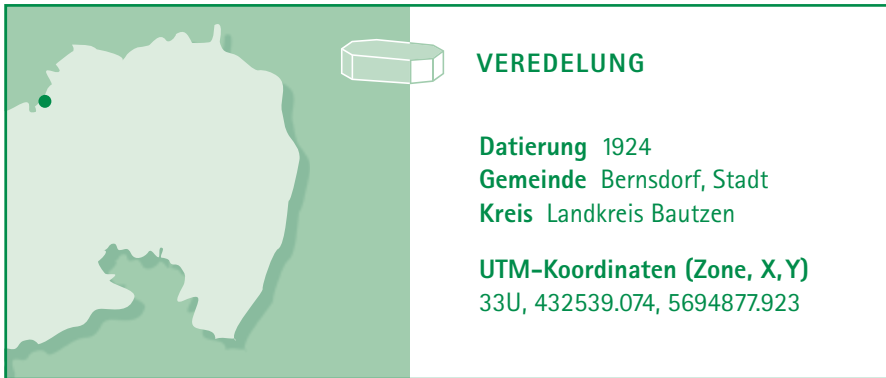 VEREDELUNG
Datierung 1924
Gemeinde Bernsdorf, Stadt
Kreis Landkreis Bautzen
UTM-Koordinaten (Zone, X, Y)
33U, 432539.074, 5694877.923